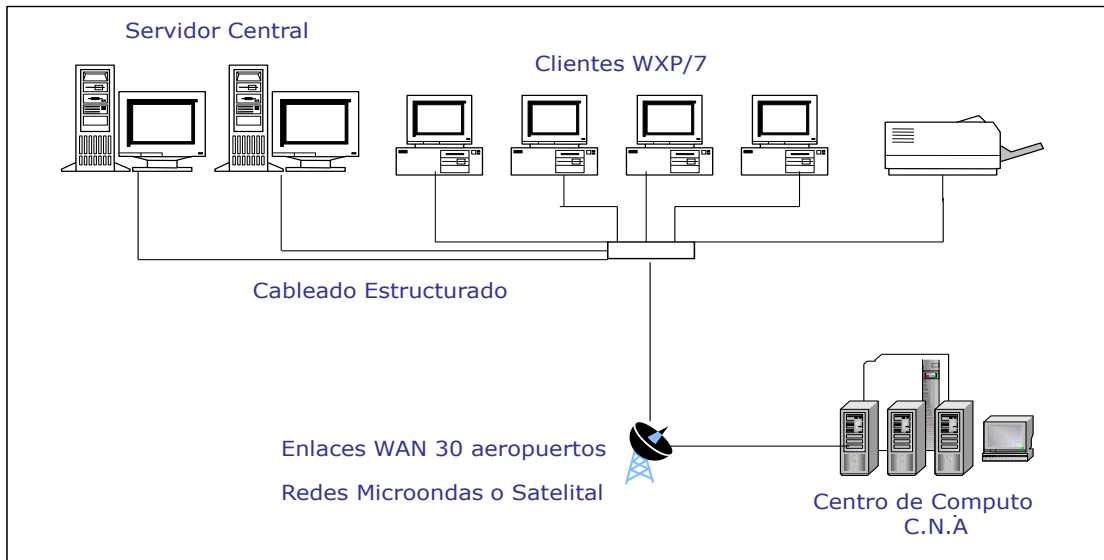 Servidor Central
Clientes WXP/7
Cableado Estructurado
Enlaces WAN 30 aeropuertos
Redes Microondas o Satelital
Centro de Computo
C.N.A